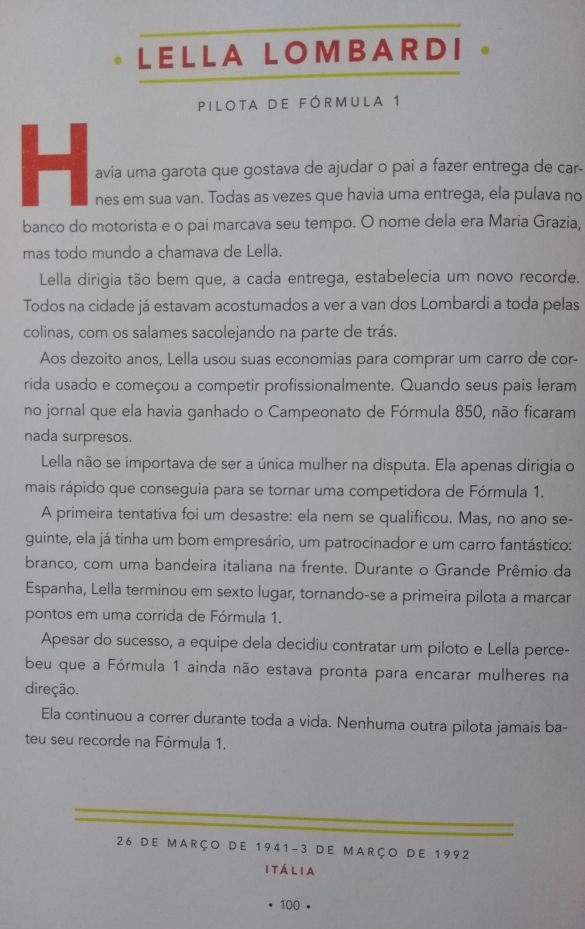 • LELLA LOMBARDI •
PILOTA DE FÓRMULA 1
Havia uma garota que gostava de ajudar o pai a fazer entrega de car-
nes em sua van. Todas as vezes que havia uma entrega, ela pulava no
banco do motorista e o pai marcava seu tempo. O nome dela era Maria Grazia,
mas todo mundo a chamava de Lella.
Lella dirigia tão bem que, a cada entrega, estabelecia um novo recorde.
Todos na cidade já estavam acostumados a ver a van dos Lombardi a toda pelas
colinas, com os salames sacolejando na parte de trás.
Aos dezoito anos, Lella usou suas economias para comprar um carro de cor-
rida usado e começou a competir profissionalmente. Quando seus pais leram
no jornal que ela havia ganhado o Campeonato de Fórmula 850, não ficaram
nada surpresos.
Lella não se importava de ser a única mulher na disputa. Ela apenas dirigia o
mais rápido que conseguia para se tornar uma competidora de Fórmula 1.
A primeira tentativa foi um desastre: ela nem se qualificou. Mas, no ano se-
guinte, ela já tinha um bom empresário, um patrocinador e um carro fantástico:
branco, com uma bandeira italiana na frente. Durante o Grande Prêmio da
Espanha, Lella terminou em sexto lugar, tornando-se a primeira pilota a marcar
pontos em uma corrida de Fórmula 1.
Apesar do sucesso, a equipe dela decidiu contratar um piloto e Lella perce-
beu que a Fórmula 1 ainda não estava pronta para encarar mulheres na
direção.
Ela continuou a correr durante toda a vida. Nenhuma outra pilota jamais ba-
teu seu recorde na Fórmula 1.
26 DE MARÇO DE 1941–3 DE MARÇO DE 1992
ITÁLIA
• 100 •